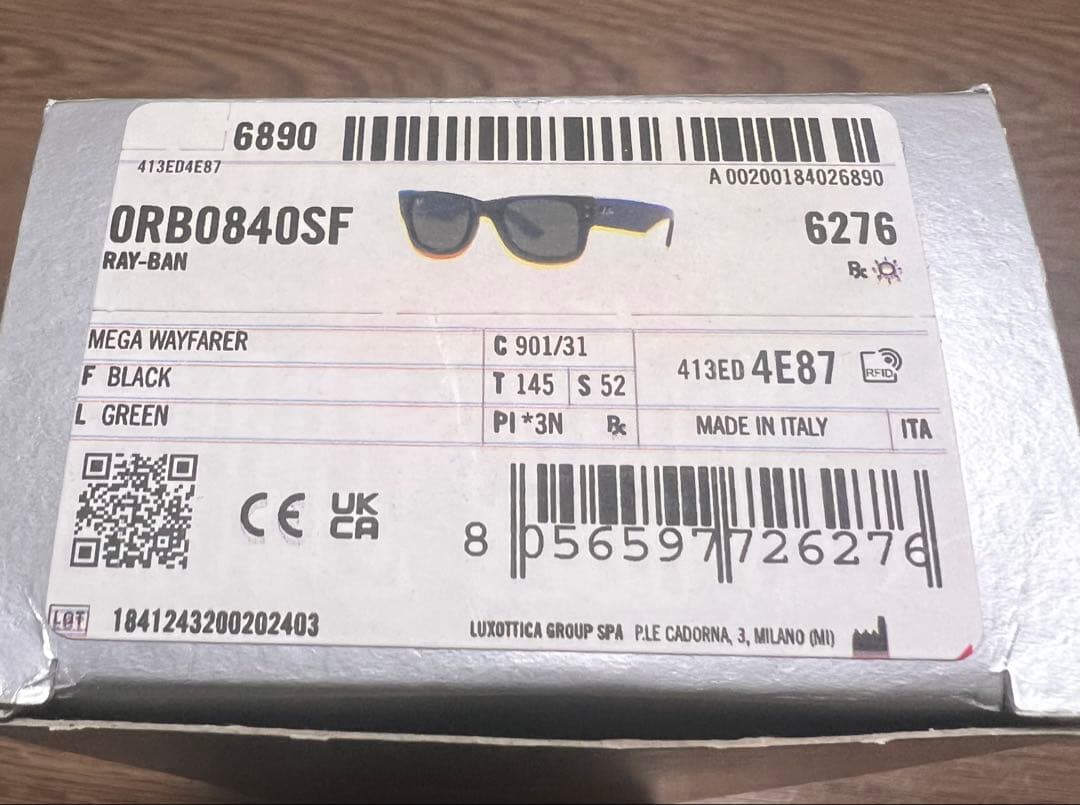 6890
413ED4E87
A 00200184026890
0RB0840SF
RAY-BAN
6276
Rx
MEGA WAYFARER
C 901/31
F BLACK
T 145 S 52
413ED 4E87
RFID
L GREEN
PI *3N Rx
MADE IN ITALY ITA
CE UK CA
8 056597 726276
LOT 1841243200202403
LUXOTTICA GROUP SPA P.LE CADORNA, 3, MILANO (MI)